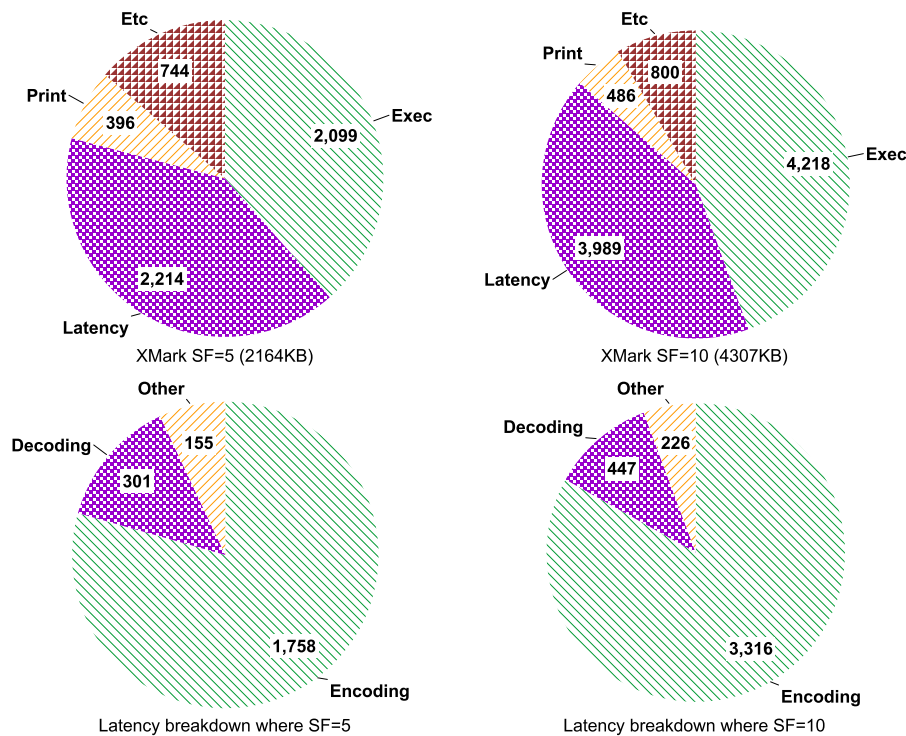 Etc
744
Print
396
Exec
2,099
2,214
Latency
XMark SF=5 (2164KB)
Etc
800
Print
486
Exec
4,218
3,989
Latency
XMark SF=10 (4307KB)
Other
155
Decoding
301
1,758
Encoding
Latency breakdown where SF=5
Other
226
Decoding
447
3,316
Encoding
Latency breakdown where SF=10